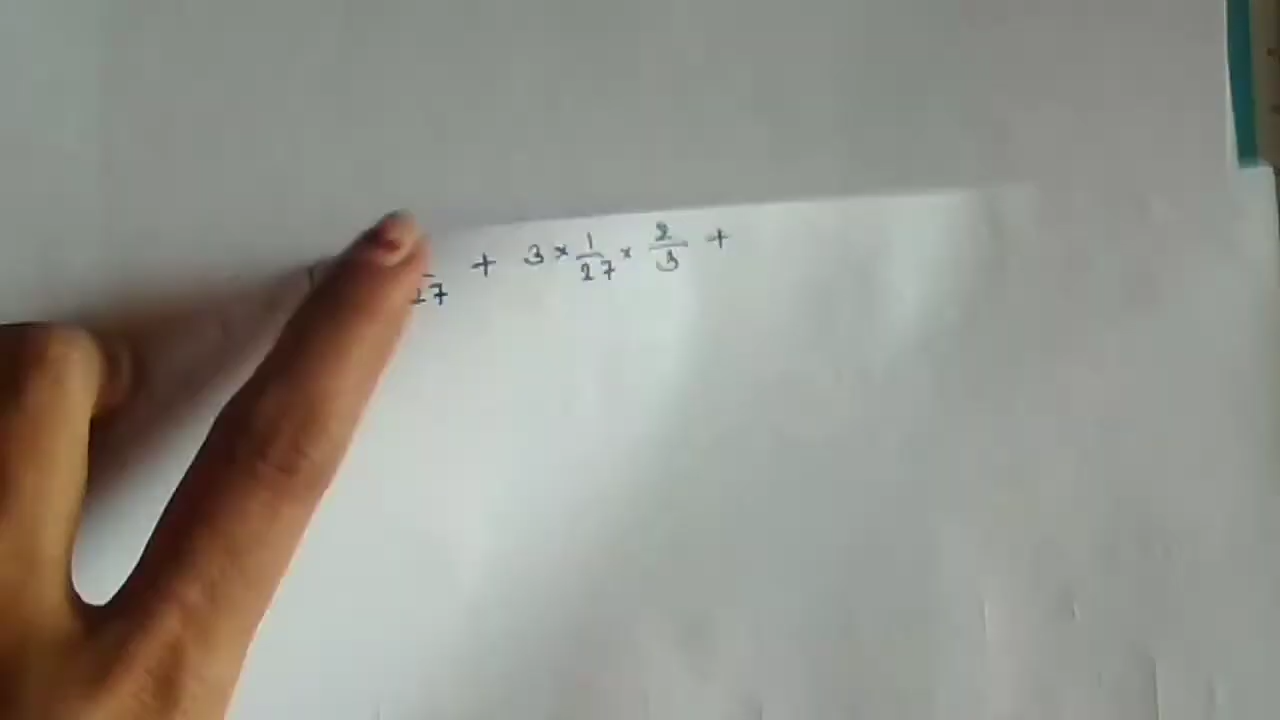 27 + 3 × 1/27 × 2/3 +